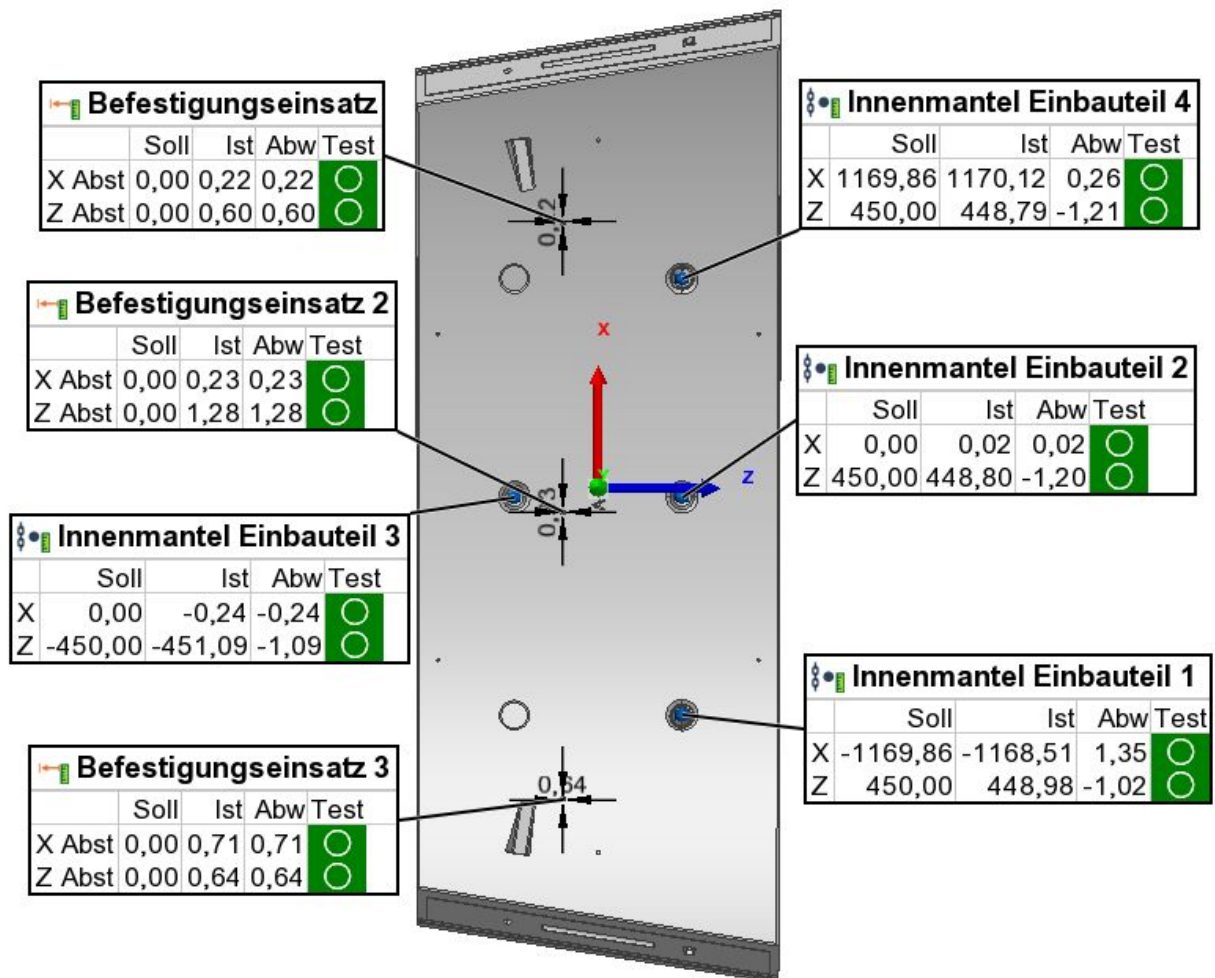 Befestigungseinsatz
Soll Ist Abw Test
X Abst 0,00 0,22 0,22
Z Abst 0,00 0,60 0,60
Innenmantel Einbauteil 4
Soll Ist Abw Test
X 1169,86 1170,12 0,26
Z 450,00 448,79 -1,21
Befestigungseinsatz 2
Soll Ist Abw Test
X Abst 0,00 0,23 0,23
Z Abst 0,00 1,28 1,28
X
Innenmantel Einbauteil 2
Soll Ist Abw Test
X 0,00 0,02 0,02
Z 450,00 448,80 -1,20
Y
Z
Innenmantel Einbauteil 3
Soll Ist Abw Test
X 0,00 -0,24 -0,24
Z -450,00 -451,09 -1,09
Innenmantel Einbauteil 1
Soll Ist Abw Test
X -1169,86 -1168,51 1,35
Z 450,00 448,98 -1,02
Befestigungseinsatz 3
Soll Ist Abw Test
X Abst 0,00 0,71 0,71
Z Abst 0,00 0,64 0,64
0,64